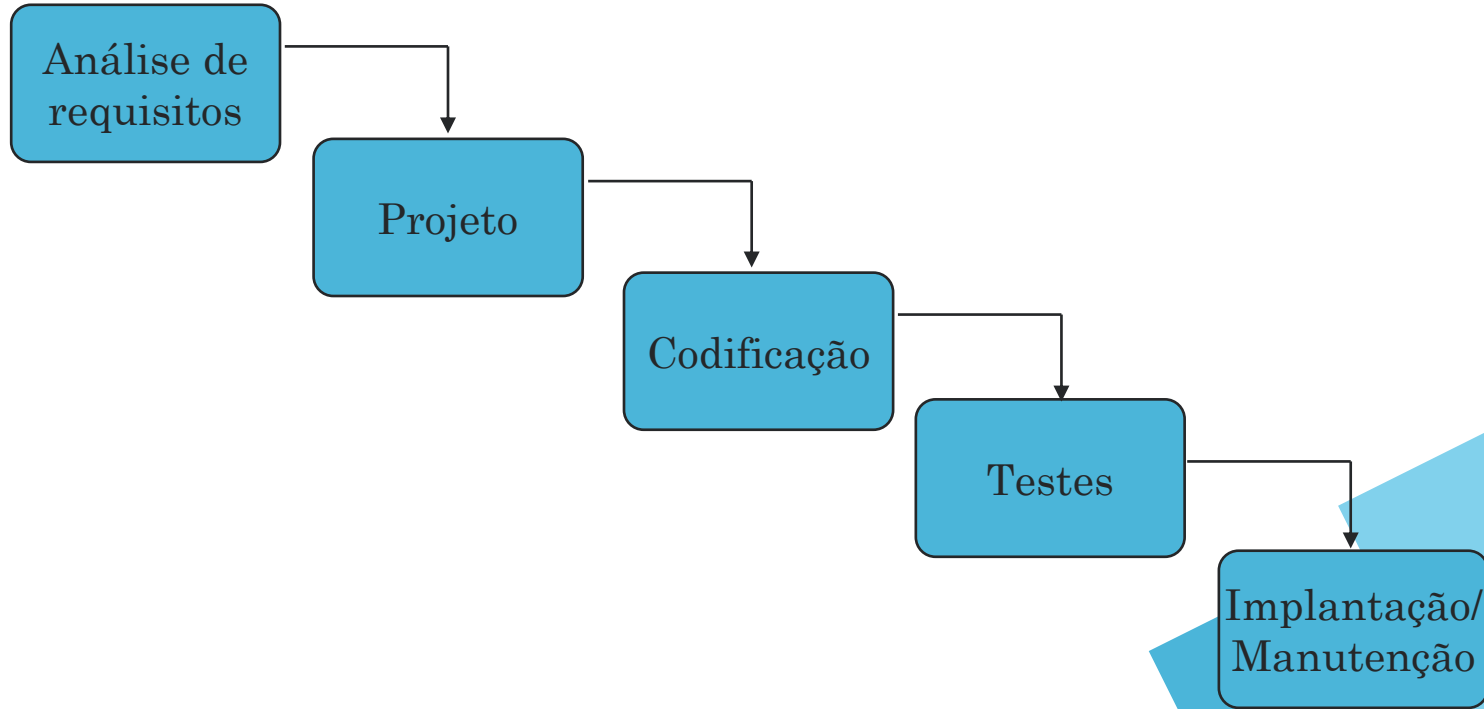 Análise de
requisitos
Projeto
Codificação
Testes
Implantação/
Manutenção